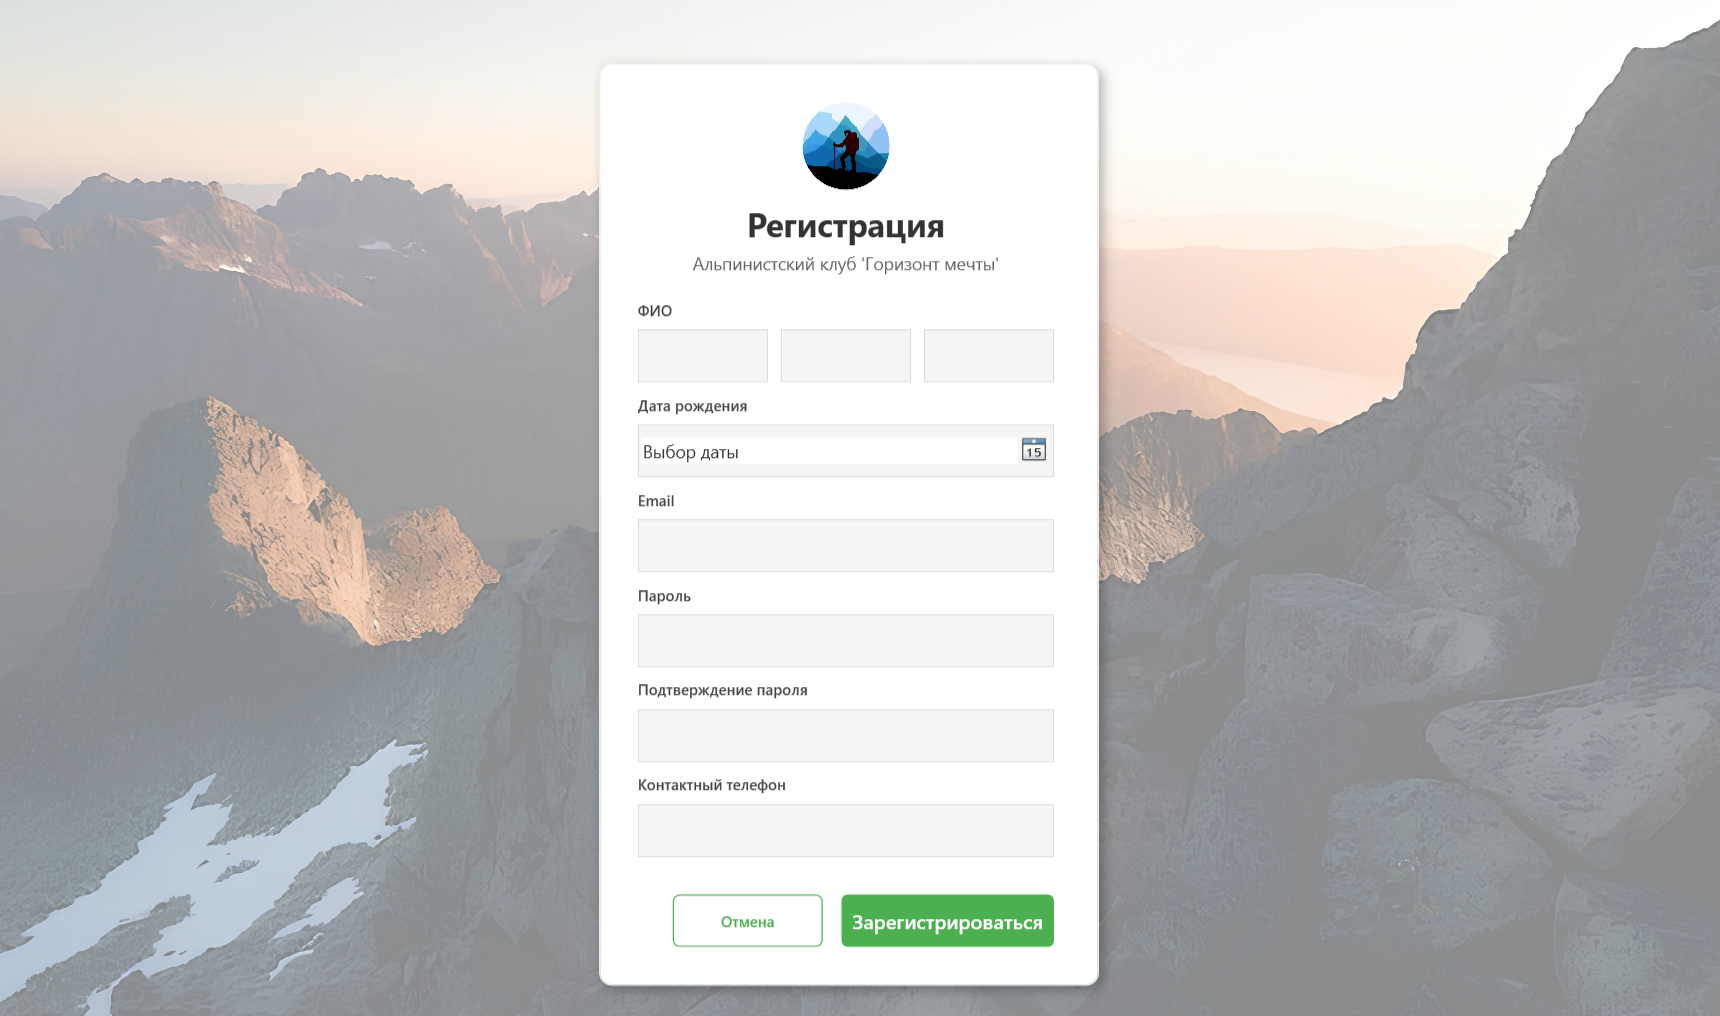 Регистрация
Альпинистский клуб 'Горизонт мечты'
ФИО
Дата рождения
Выбор даты
15
Email
Пароль
Подтверждение пароля
Контактный телефон
Отмена
Зарегистрироваться